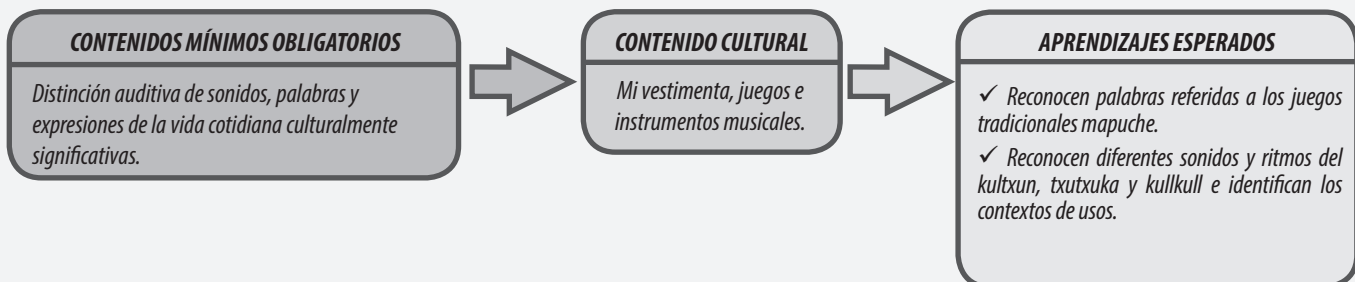 CONTENIDOS MÍNIMOS OBLIGATORIOS
Distinción auditiva de sonidos, palabras y
expresiones de la vida cotidiana culturalmente
significativas.
CONTENIDO CULTURAL
Mi vestimenta, juegos e
instrumentos musicales.
APRENDIZAJES ESPERADOS
✓ Reconocen palabras referidas a los juegos
tradicionales mapuche.
✓ Reconocen diferentes sonidos y ritmos del
kultxun, txutxuka y kullkull e identifican los
contextos de usos.